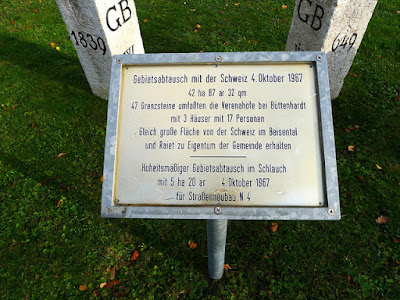 GB
1839
GB
649
Gebietsabtausch mit der Schweiz 4. Oktober 1967
42 ha 87 ar 32 qm
47 Grenzsteine umfaßten die Verenahöfe bei Büttenhardt
mit 3 Häuser mit 17 Personen
Gleich große Fläche von der Schweiz im Beisental
und Raiet zu Eigentum der Gemeinde erhalten
Hoheitsmäßiger Gebietsabtausch im Schlauch
mit 5 ha 20 ar 4. Oktober 1967
für Straßenneubau N 4